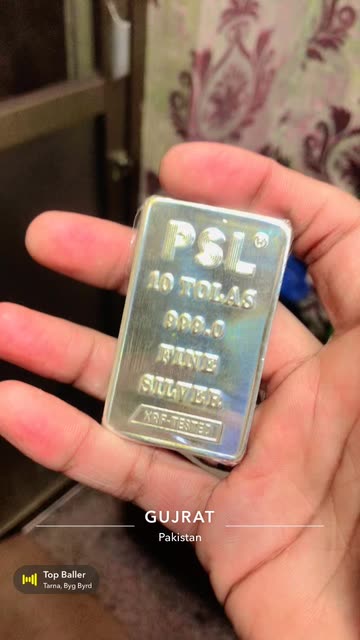 PSL®
10 TOLAS
999.0
FINE
SILVER
XRF-TESTED
GUJRAT
Pakistan
Top Baller
Tarna, Byg Byrd